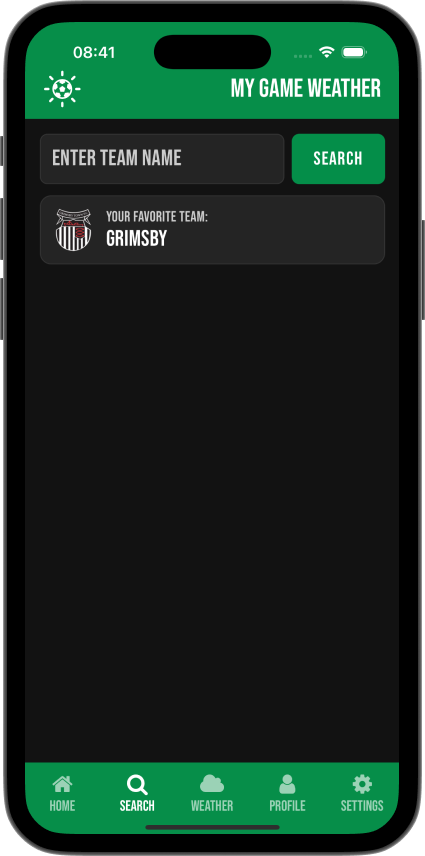 08:41
MY GAME WEATHER
ENTER TEAM NAME
SEARCH
YOUR FAVORITE TEAM:
GRIMSBY
HOME
SEARCH
WEATHER
PROFILE
SETTINGS